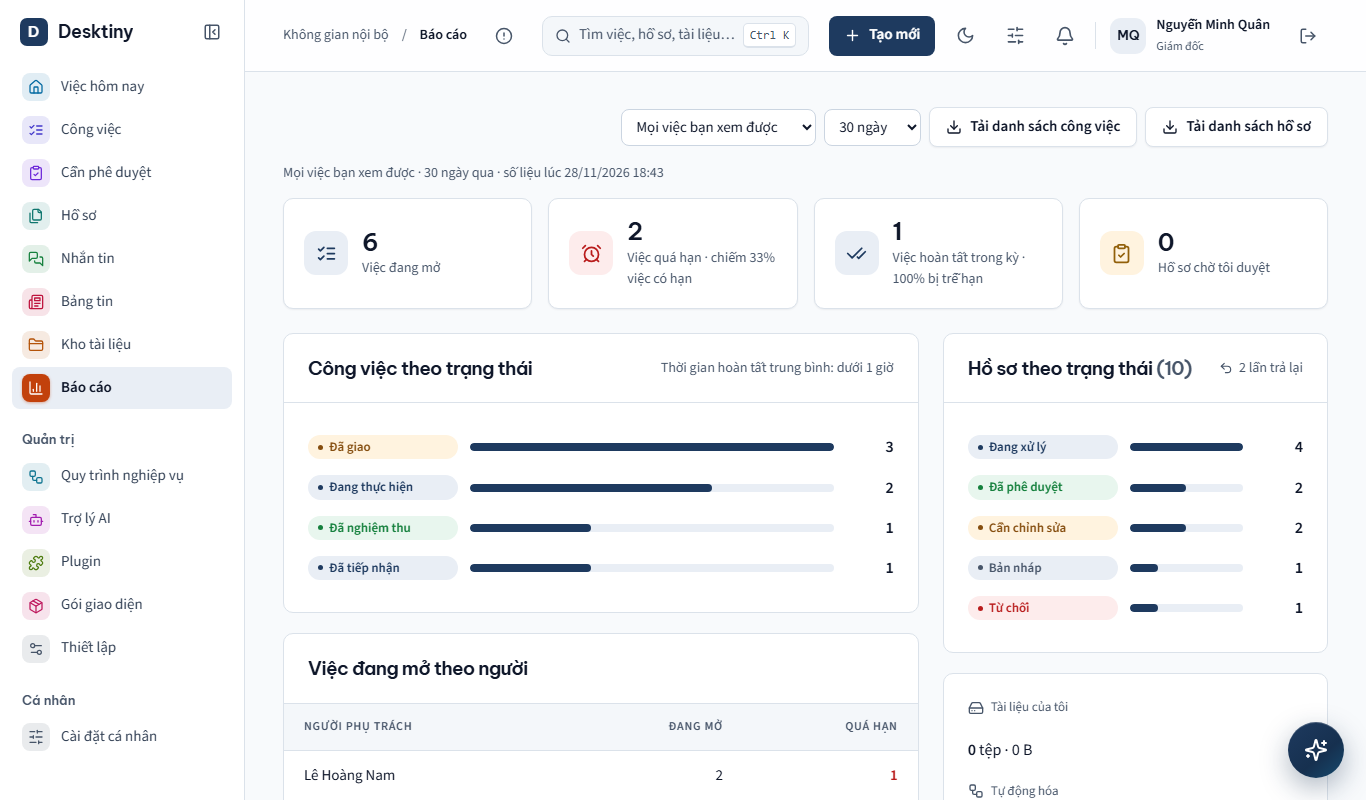 D Desktiny
Việc hôm nay
Công việc
Cần phê duyệt
Hồ sơ
Nhắn tin
Bảng tin
Kho tài liệu
Báo cáo
Quản trị
Quy trình nghiệp vụ
Trợ lý AI
Plugin
Gói giao diện
Thiết lập
Cá nhân
Cài đặt cá nhân
Không gian nội bộ / Báo cáo
Tìm việc, hồ sơ, tài liệu… Ctrl K
Tạo mới
MQ
Nguyễn Minh Quân
Giám đốc
Mọi việc bạn xem được
30 ngày
Tải danh sách công việc
Tải danh sách hồ sơ
Mọi việc bạn xem được · 30 ngày qua · số liệu lúc 28/11/2026 18:43
6
Việc đang mở
2
Việc quá hạn · chiếm 33%
việc có hạn
1
Việc hoàn tất trong kỳ ·
100% bị trễ hạn
0
Hồ sơ chờ tôi duyệt
Công việc theo trạng thái
Thời gian hoàn tất trung bình: dưới 1 giờ
Đã giao 3
Đang thực hiện 2
Đã nghiệm thu 1
Đã tiếp nhận 1
Hồ sơ theo trạng thái (10)
2 lần trả lại
Đang xử lý 4
Đã phê duyệt 2
Cần chỉnh sửa 2
Bản nháp 1
Từ chối 1
Việc đang mở theo người
NGƯỜI PHỤ TRÁCH ĐANG MỞ QUÁ HẠN
Lê Hoàng Nam 2 1
Tài liệu của tôi
0 tệp · 0 B
Tự động hóa